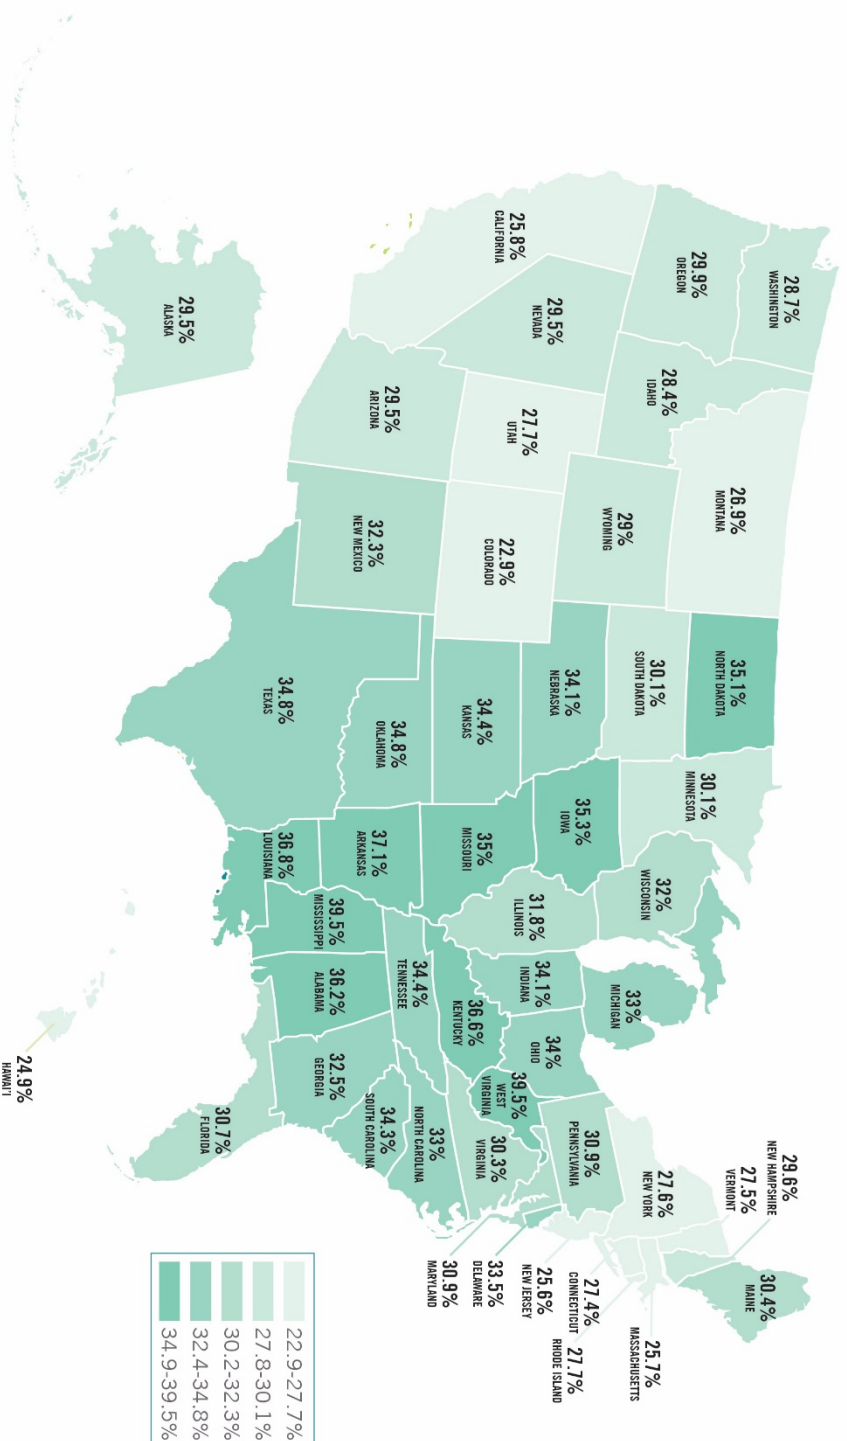 28.7%
WASHINGTON
29.9%
OREGON
25.8%
CALIFORNIA
29.5%
NEVADA
28.4%
IDAHO
26.9%
MONTANA
29%
WYOMING
27.7%
UTAH
22.9%
COLORADO
29.5%
ARIZONA
32.3%
NEW MEXICO
35.1%
NORTH DAKOTA
30.1%
SOUTH DAKOTA
34.1%
NEBRASKA
34.4%
KANSAS
34.8%
OKLAHOMA
34.8%
TEXAS
30.1%
MINNESOTA
35.3%
IOWA
35%
MISSOURI
37.1%
ARKANSAS
36.8%
LOUISIANA
32%
WISCONSIN
31.8%
ILLINOIS
33%
MICHIGAN
34.1%
INDIANA
34%
OHIO
36.6%
KENTUCKY
34.4%
TENNESSEE
39.5%
MISSISSIPPI
36.2%
ALABAMA
32.5%
GEORGIA
30.7%
FLORIDA
34.3%
SOUTH CAROLINA
33%
NORTH CAROLINA
30.3%
VIRGINIA
39.5%
WEST
VIRGINIA
30.9%
PENNSYLVANIA
27.6%
NEW YORK
29.6%
NEW HAMPSHIRE
27.5%
VERMONT
30.4%
MAINE
25.7%
MASSACHUSETTS
27.7%
RHODE ISLAND
27.4%
CONNECTICUT
25.6%
NEW JERSEY
33.5%
DELAWARE
30.9%
MARYLAND
29.5%
ALASKA
24.9%
HAWAI'I
22.9-27.7%
27.8-30.1%
30.2-32.3%
32.4-34.8%
34.9-39.5%